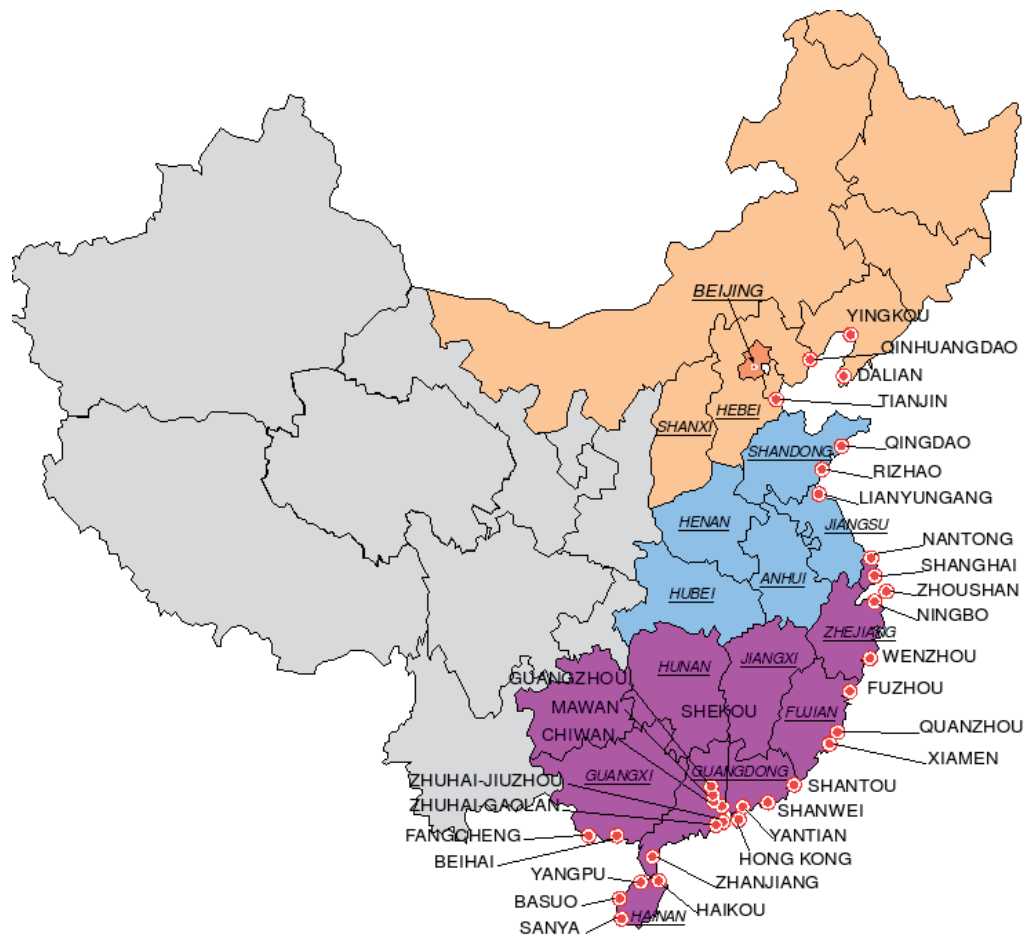 BEIJING
YINGKOU
QINHUANGDAO
DALIAN
TIANJIN
HEBEI
SHANXI
QINGDAO
SHANDONG
RIZHAO
LIANYUNGANG
HENAN
JIANGSU
NANTONG
SHANGHAI
ANHUI
ZHOUSHAN
HUBEI
NINGBO
ZHEJIANG
WENZHOU
JIANGXI
HUNAN
GUANGZHOU
FUZHOU
MAWAN
SHEKOU
FUJIAN
QUANZHOU
CHIWAN
XIAMEN
GUANGXI
GUANGDONG
ZHUHAI-JIUZHOU
SHANTOU
ZHUHAI-GAOLAN
SHANWEI
FANGCHENG
YANTIAN
BEIHAI
HONG KONG
YANGPU
ZHANJIANG
BASUO
HAIKOU
HAINAN
SANYA